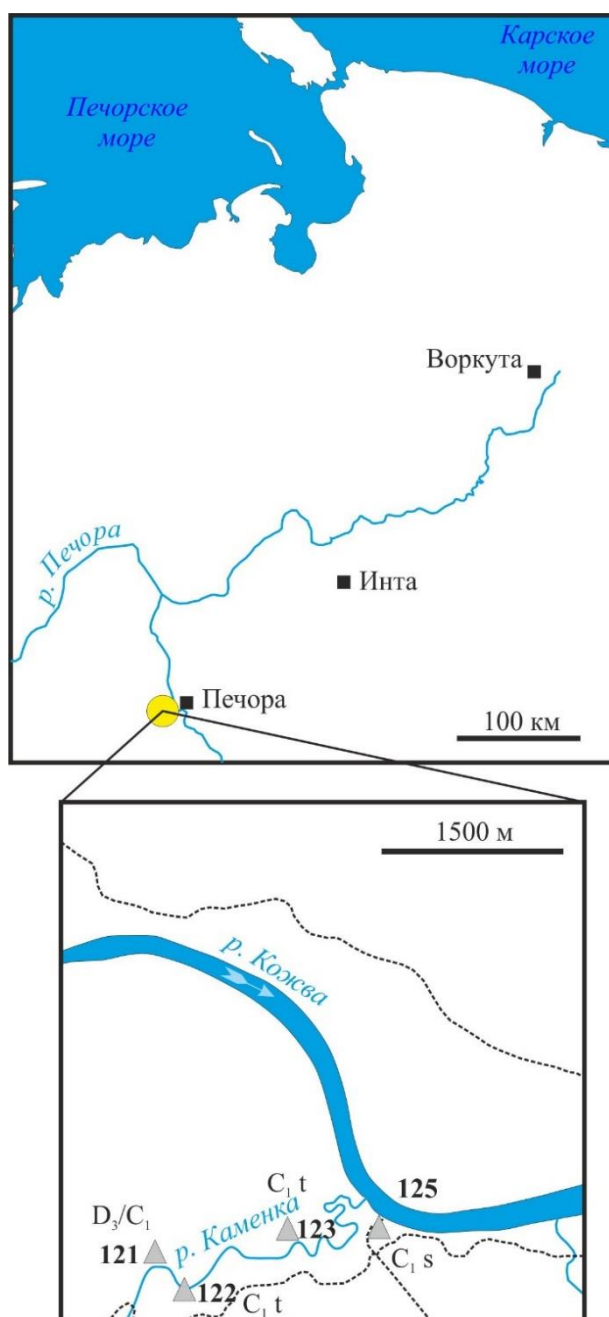 Карское
море
Печорское
море
Воркута
р. Печора
Инта
Печора
100 км
1500 м
р. Кожва
125
C₁ t
D₃/C₁
р. Каменка
123
121
C₁ s
122
C₁ t